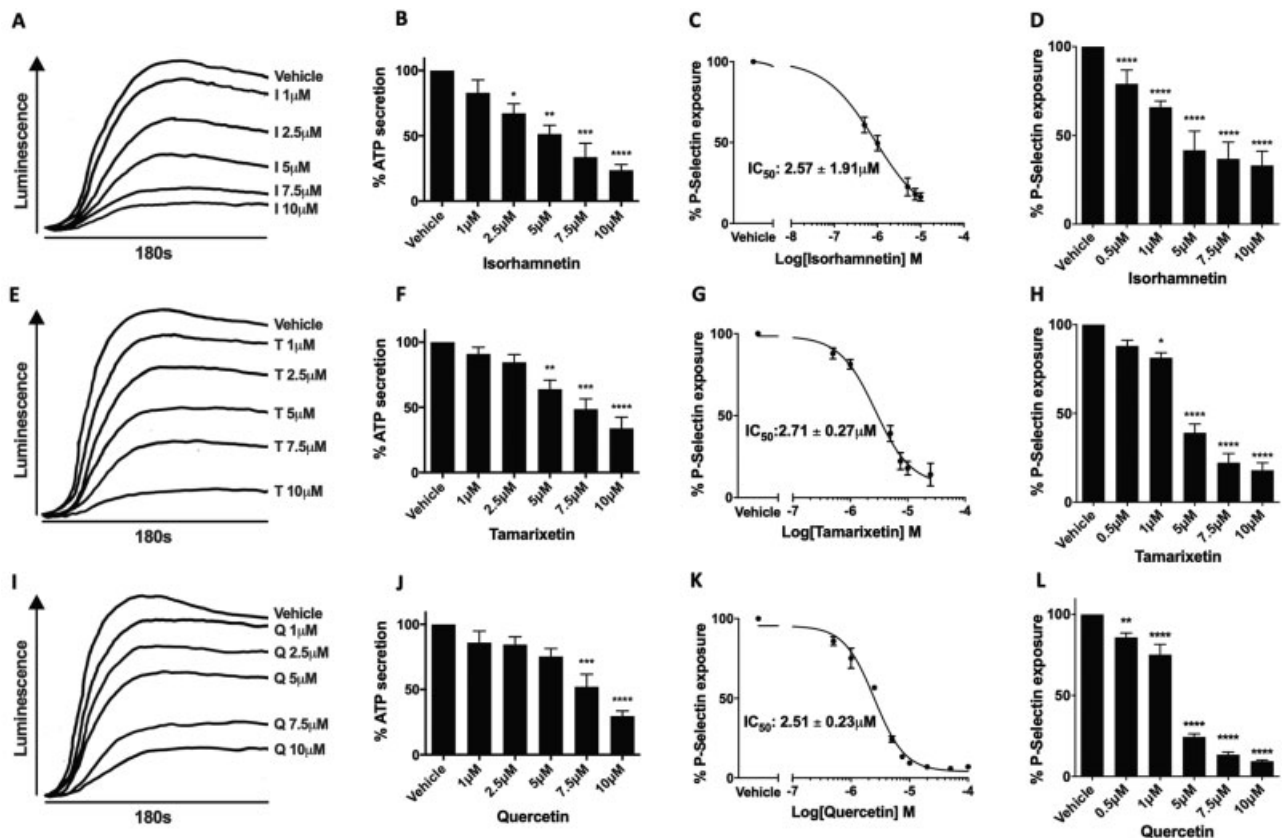 A
Luminescence
Vehicle
I 1μM
I 2.5μM
I 5μM
I 7.5μM
I 10μM
180s
B
% ATP secretion
100
50
0
*
**
***
****
Vehicle
1μM
2.5μM
5μM
7.5μM
10μM
Isorhamnetin
C
% P-Selectin exposure
100
50
0
IC50: 2.57 ± 1.91μM
Vehicle
-8
-7
-6
-5
-4
Log[Isorhamnetin] M
D
% P-Selectin exposure
100
50
0
****
****
****
****
****
Vehicle
0.5μM
1μM
5μM
7.5μM
10μM
Isorhamnetin
E
Luminescence
Vehicle
T 1μM
T 2.5μM
T 5μM
T 7.5μM
T 10μM
180s
F
% ATP secretion
100
50
0
**
***
****
Vehicle
1μM
2.5μM
5μM
7.5μM
10μM
Tamarixetin
G
% P-Selectin exposure
100
50
0
IC50:2.71 ± 0.27μM
Vehicle
-7
-6
-5
-4
Log[Tamarixetin] M
H
% P-Selectin exposure
100
50
0
*
****
****
****
Vehicle
0.5μM
1μM
5μM
7.5μM
10μM
Tamarixetin
I
Luminescence
Vehicle
Q 1μM
Q 2.5μM
Q 5μM
Q 7.5μM
Q 10μM
180s
J
% ATP secretion
100
50
0
***
****
Vehicle
1μM
2.5μM
5μM
7.5μM
10μM
Quercetin
K
% P-Selectin exposure
100
50
0
IC50: 2.51 ± 0.23μM
Vehicle
-7
-6
-5
-4
Log[Quercetin] M
L
% P-Selectin exposure
100
50
0
**
****
****
****
****
Vehicle
0.5μM
1μM
5μM
7.5μM
10μM
Quercetin